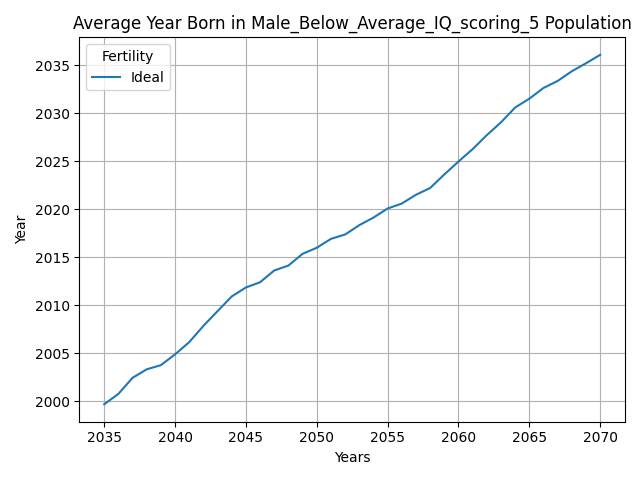 Average Year Born in Male_Below_Average_IQ_scoring_5 Population
Fertility
Ideal
Year
2035
2030
2025
2020
2015
2010
2005
2000
2035 2040 2045 2050 2055 2060 2065 2070
Years